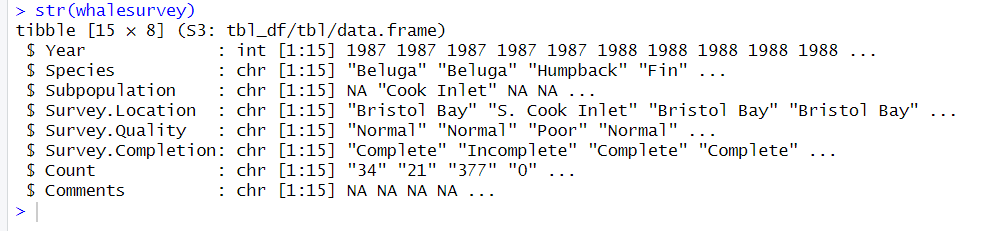 > str(whalesurvey)
tibble [15 × 8] (S3: tbl_df/tbl/data.frame)
 $ Year             : int [1:15] 1987 1987 1987 1987 1987 1988 1988 1988 1988 1988 ...
 $ Species          : chr [1:15] "Beluga" "Beluga" "Humpback" "Fin" ...
 $ Subpopulation    : chr [1:15] NA "Cook Inlet" NA NA ...
 $ Survey.Location  : chr [1:15] "Bristol Bay" "S. Cook Inlet" "Bristol Bay" "Bristol Bay" ...
 $ Survey.Quality   : chr [1:15] "Normal" "Normal" "Poor" "Normal" ...
 $ Survey.Completion: chr [1:15] "Complete" "Incomplete" "Complete" "Complete" ...
 $ Count            : chr [1:15] "34" "21" "377" "0" ...
 $ Comments         : chr [1:15] NA NA NA NA ...
>